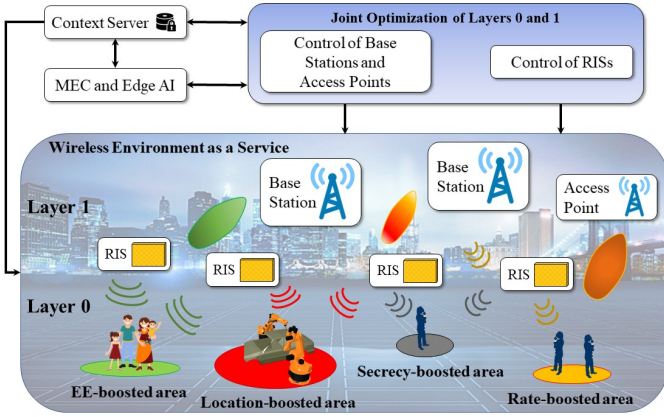 Context Server
MEC and Edge AI
Joint Optimization of Layers 0 and 1
Control of Base
Stations and
Access Points
Control of RISs
Wireless Environment as a Service
Base
Station
Base
Station
Access
Point
Layer 1
RIS
RIS
RIS
RIS
Layer 0
EE-boosted area
Location-boosted area
Secrecy-boosted area
Rate-boosted area